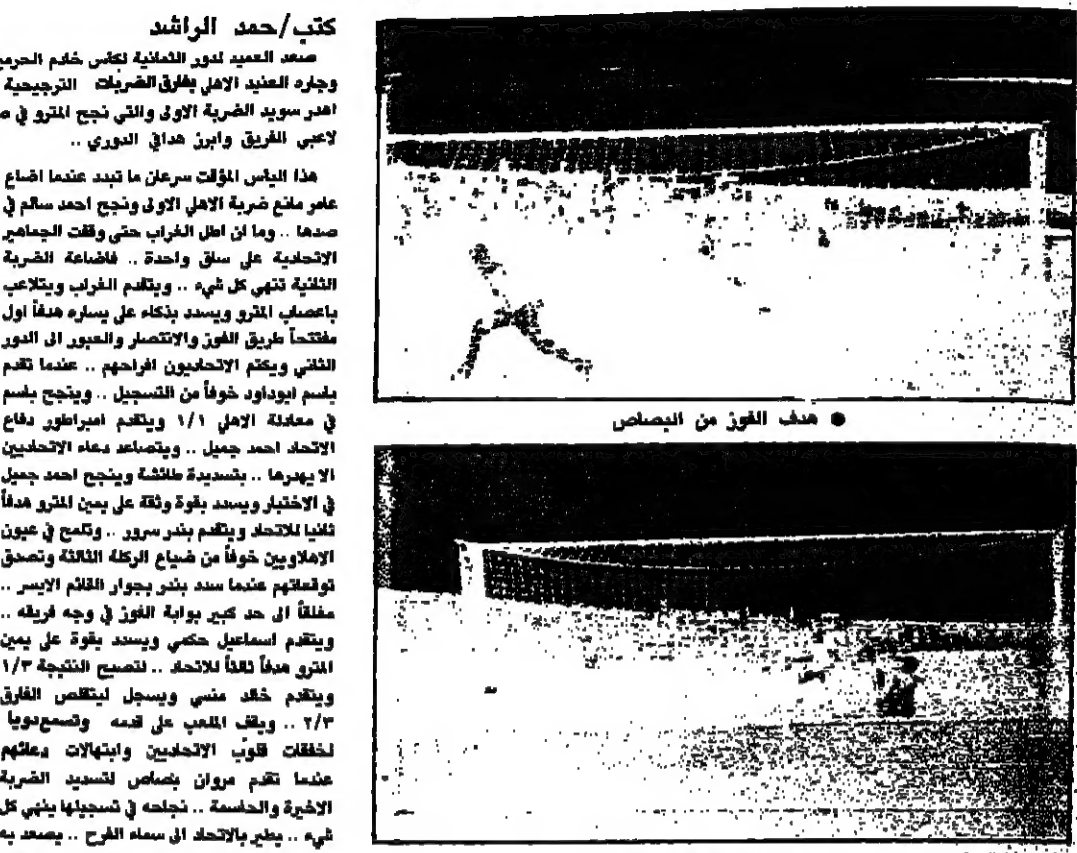 كتب/حمد الراشد
صعد العميد لدور الثمانية لكأس خادم الحرمي
وجاره العنيد الاهلي بفارق الضربات الترجيحية
اهدر سويد الضربة الاولى والتي نجح المترو في ص
لاعبي الفريق وابرز هدافي الدوري ..
هذا اليأس المؤقت سرعان ما تبدد عندما اضاع
عامر مانع ضربة الاهلي الاولى ونجح احمد سالم في
صدها .. وما ان اطل الغراب حتى وقفت الجماهير
الاتحادية على ساق واحدة .. فاضاعة الضربة
الثانية تنهي كل شيء .. ويتقدم الغراب ويتلاعب
باعصاب المترو ويسدد بذكاء على يساره هدفاً اول
مفتتحاً طريق الفوز والانتصار والعبور الى الدور
الثاني ويكتم الاتحاديون افراحهم .. عندما تقدم
باسم ابوداود خوفاً من التسجيل .. وينجح باسم
في معادلة الاهلي ١/١ ويتقدم امبراطور دفاع
الاتحاد احمد جميل .. ويتصاعد دعاء الاتحاديين
الا يهدرها .. بتسديدة طائشة وينجح احمد جميل
في الاختبار ويسدد بقوة وثقة على يمين المترو هدفاً
ثانيا للاتحاد ويتقدم بندر سرور .. وتلمح في عيون
الاهلاويين خوفاً من ضياع الركلة الثالثة وتصدق
توقعاتهم عندما سدد بندر بجوار القائم الايسر ..
مغلقاً الى حد كبير بوابة الفوز في وجه فريقه ..
ويتقدم اسماعيل حكمي ويسدد بقوة على يمين
المترو هدفاً ثالثاً للاتحاد .. لتصبح النتيجة ١/٣
ويتقدم خالد منسي ويسجل ليتقلص الفارق
٢/٣ .. ويقف الملعب على قدمه وتسمع دويا
لخفقات قلوب الاتحاديين وابتهالات دعائهم
عندما تقدم مروان بصاص لتسديد الضربة
الاخيرة والحاسمة .. نجاحه في تسجيلها ينهي كل
شيء .. يطير بالاتحاد الى سماء الفرح .. يصعد به
● هدف الفوز من البصاص